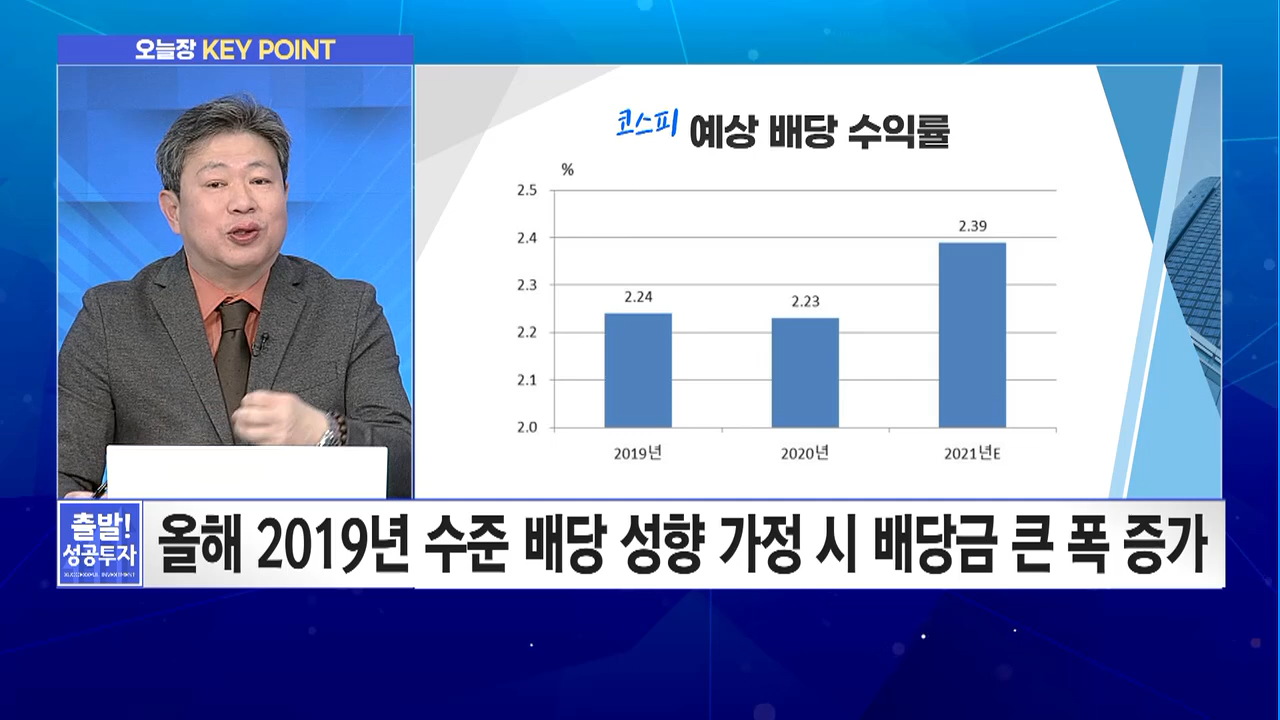 오늘장 KEY POINT
코스피 예상 배당 수익률
%
2.5
2.4
2.3
2.2
2.1
2.0
2.24
2.23
2.39
2019년
2020년
2021년E
출발!
성공투자
SUCCESSFUL INVESTMENT
올해 2019년 수준 배당 성향 가정 시 배당금 큰 폭 증가